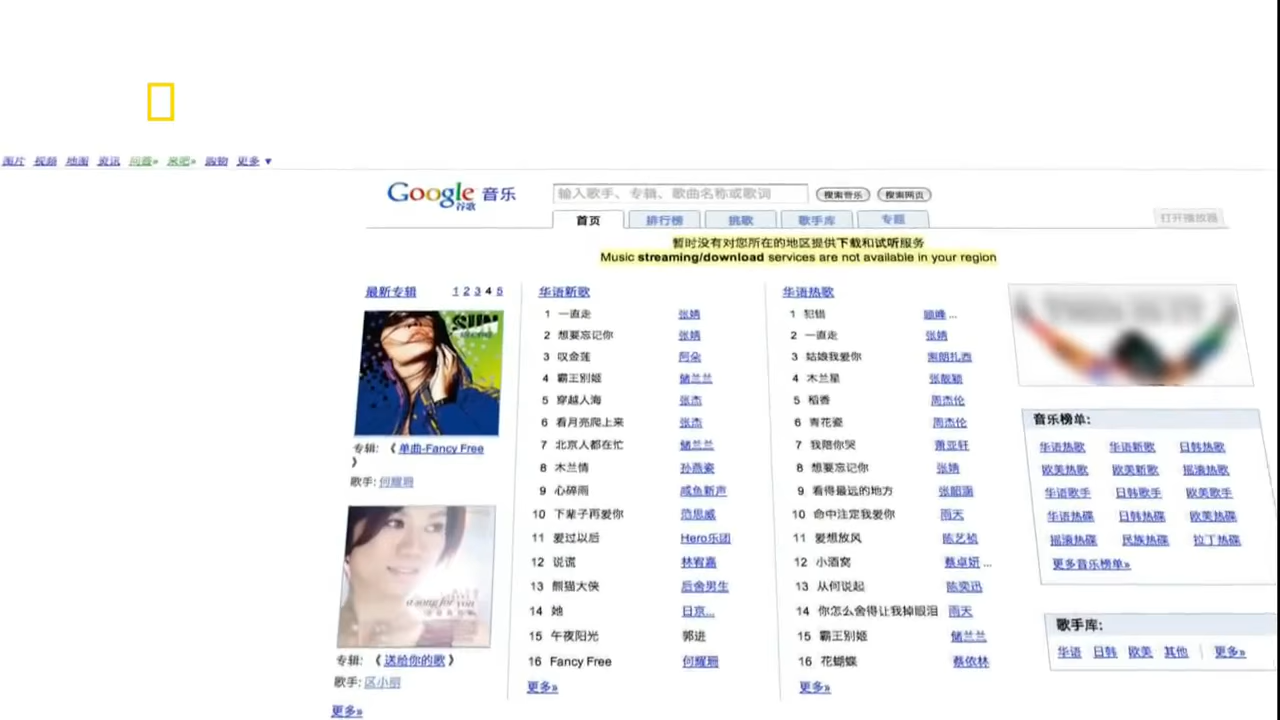 图片 视频 地图 资讯 问答» 来吧» 购物 更多 ▼
Google 音乐
谷歌
输入歌手、专辑、歌曲名称或歌词
搜索音乐 搜索网页
首页 排行榜 挑歌 歌手库 专题
打开播放器
暂时没有对您所在的地区提供下载和试听服务
Music streaming/download services are not available in your region
最新专辑 1 2 3 4 5
SUN
专辑: 《 单曲-Fancy Free
》
歌手: 何耀珊
a song for you
专辑: 《 送给你的歌 》
歌手: 区小丽
更多»
华语新歌
1 一直走 张婧
2 想要忘记你 张婧
3 叹金莲 阿朵
4 霸王别姬 储兰兰
5 穿越人海 张杰
6 看月亮爬上来 张杰
7 北京人都在忙 储兰兰
8 木兰情 孙燕姿
9 心碎雨 咸鱼新声
10 下辈子再爱你 范思威
11 爱过以后 Hero乐团
12 说谎 林宥嘉
13 熊猫大侠 后舍男生
14 她 日京...
15 午夜阳光 郭进
16 Fancy Free 何耀珊
更多»
华语热歌
1 犯错 顾峰 ...
2 一直走 张婧
3 姑娘我爱你 索朗扎西
4 木兰星 张靓颖
5 稻香 周杰伦
6 青花瓷 周杰伦
7 我陪你哭 萧亚轩
8 想要忘记你 张婧
9 看得最远的地方 张韶涵
10 命中注定我爱你 雨天
11 爱想放风 陈艺祯
12 小酒窝 蔡卓妍 ...
13 从何说起 陈奕迅
14 你怎么舍得让我掉眼泪 雨天
15 霸王别姬 储兰兰
16 花蝴蝶 蔡依林
更多»
音乐榜单:
华语热歌 华语新歌 日韩热歌
欧美热歌 欧美新歌 摇滚热歌
华语歌手 日韩歌手 欧美歌手
华语热碟 日韩热碟 欧美热碟
摇滚热碟 民族热碟 拉丁热碟
更多音乐榜单»
歌手库:
华语 日韩 欧美 其他 更多»